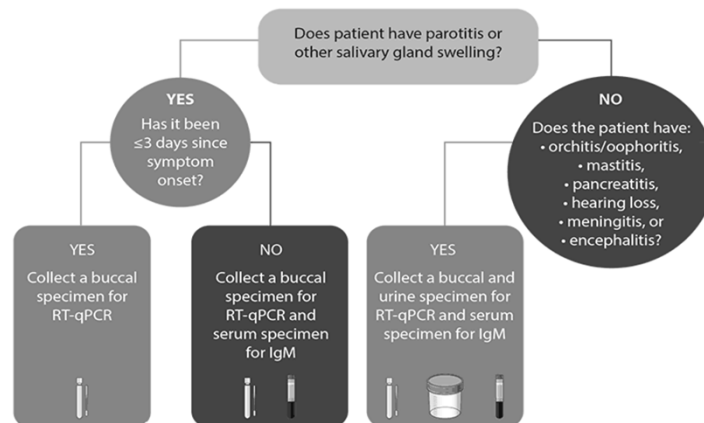 Does patient have parotitis or
other salivary gland swelling?
YES
Has it been
≤3 days since
symptom
onset?
NO
Does the patient have:
• orchitis/oophoritis,
• mastitis,
• pancreatitis,
• hearing loss,
• meningitis, or
• encephalitis?
YES
Collect a buccal
specimen for
RT-qPCR
NO
Collect a buccal
specimen for
RT-qPCR and
serum specimen
for IgM
YES
Collect a buccal and
urine specimen for
RT-qPCR and serum
specimen for IgM